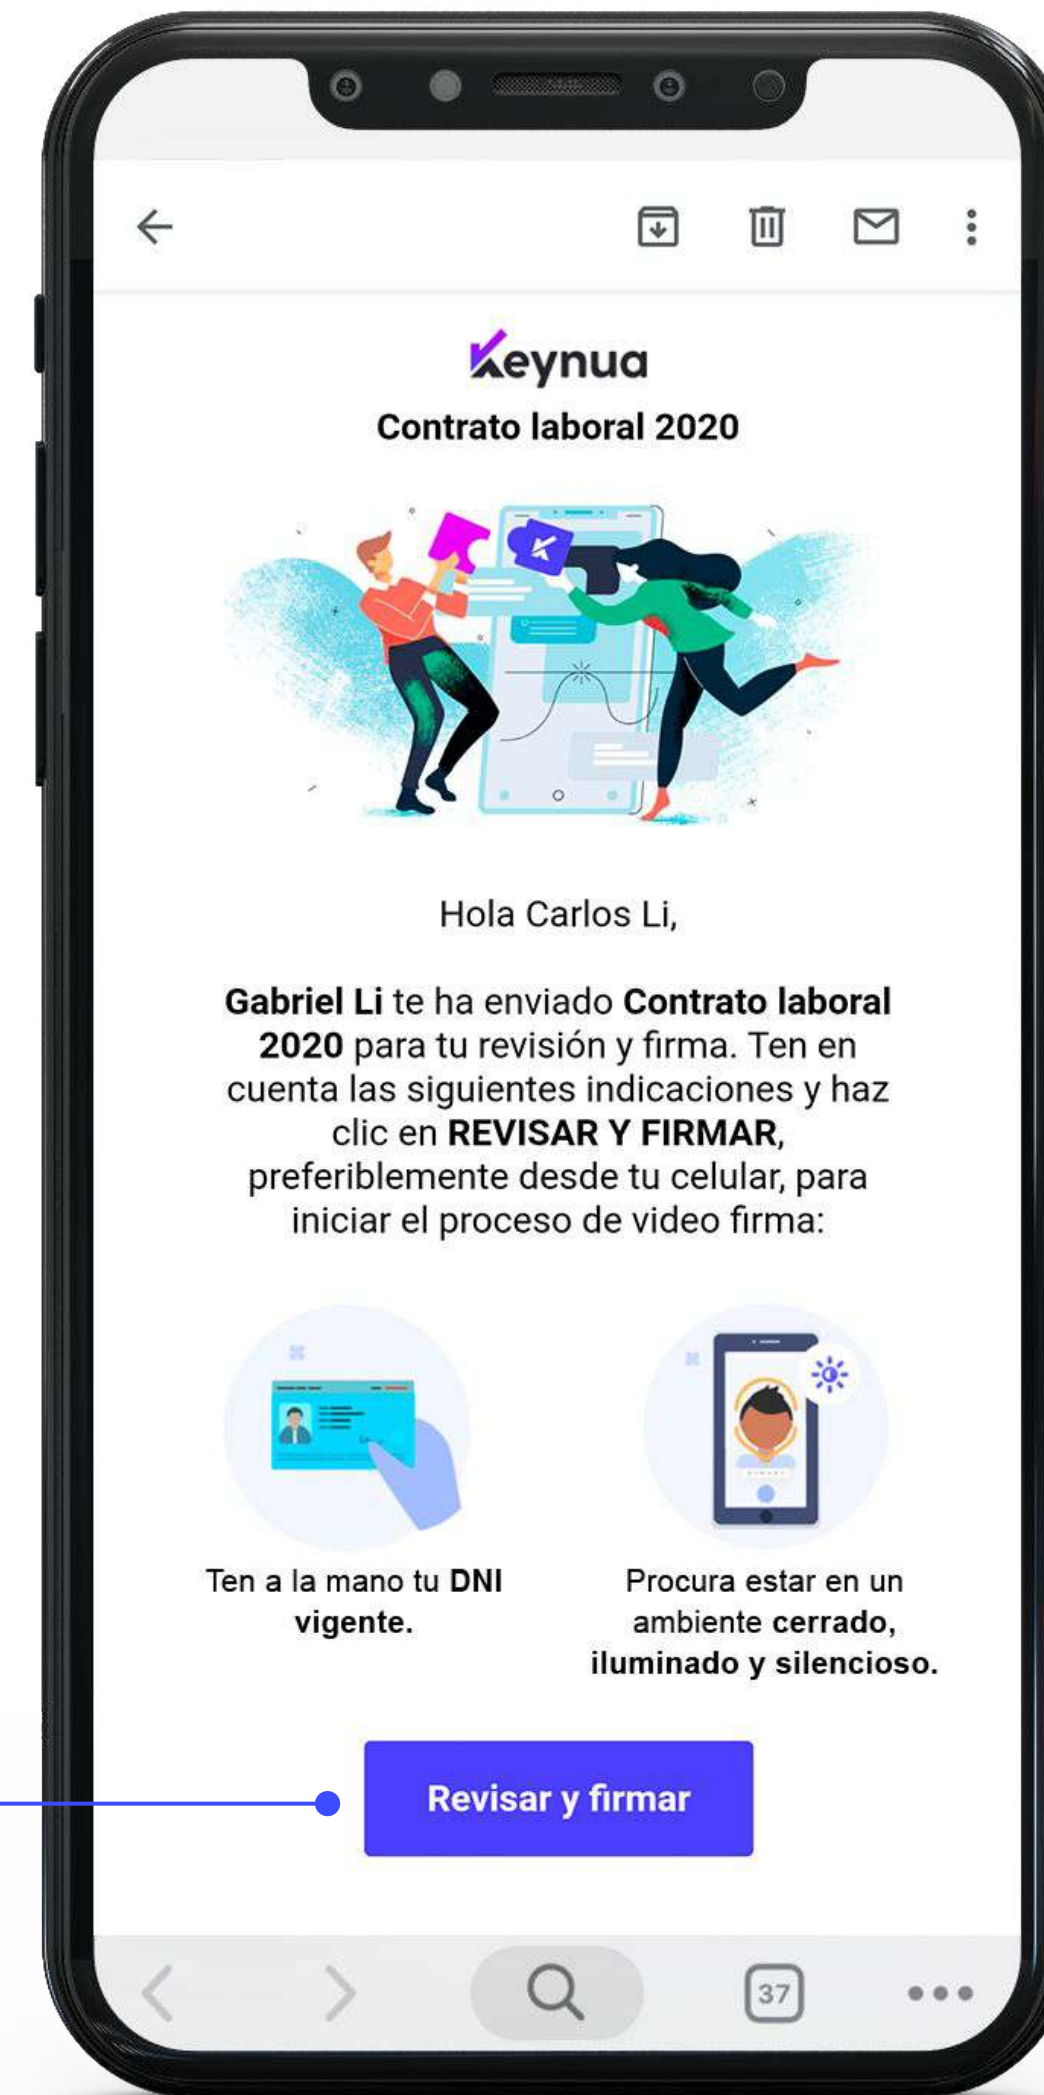 Keynua
Contrato laboral 2020
Hola Carlos Li,
Gabriel Li te ha enviado Contrato laboral
2020 para tu revisión y firma. Ten en
cuenta las siguientes indicaciones y haz
clic en REVISAR Y FIRMAR,
preferiblemente desde tu celular, para
iniciar el proceso de video firma:
Ten a la mano tu DNI
vigente.
Procura estar en un
ambiente cerrado,
iluminado y silencioso.
Revisar y firmar
37